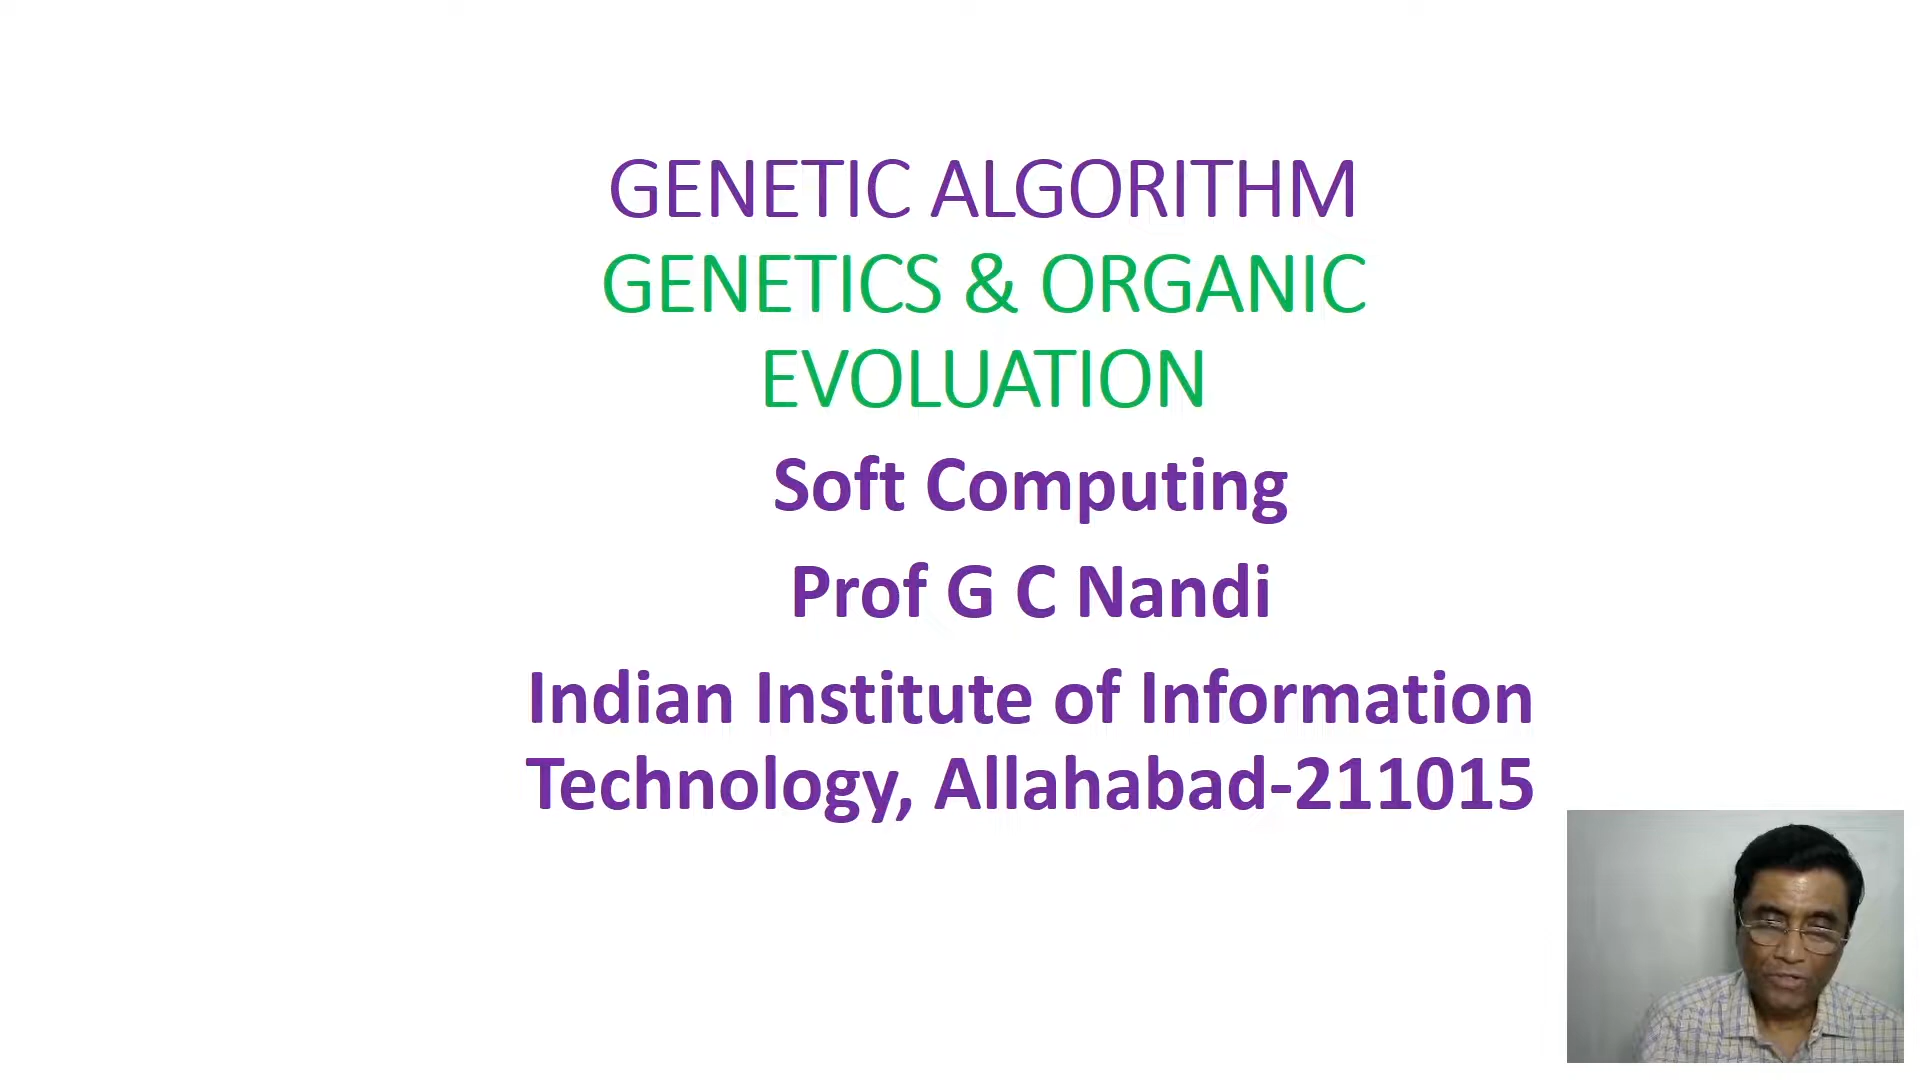 GENETIC ALGORITHM
GENETICS & ORGANIC
EVOLUATION
Soft Computing
Prof G C Nandi
Indian Institute of Information
Technology, Allahabad-211015